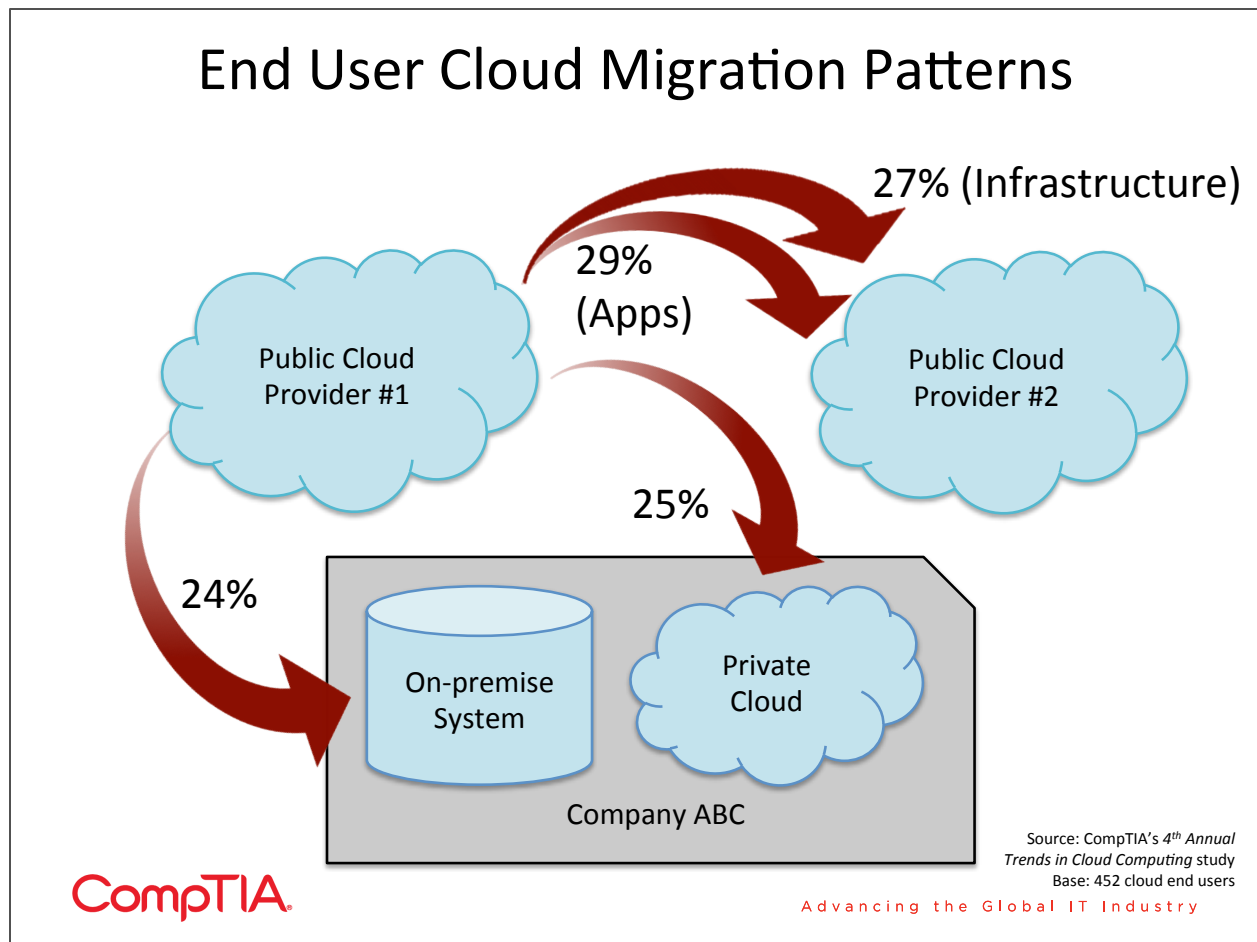 End User Cloud Migration Patterns
27% (Infrastructure)
29%
(Apps)
Public Cloud
Provider #1
Public Cloud
Provider #2
25%
24%
On-premise
System
Private
Cloud
Company ABC
Source: CompTIA's 4th Annual
Trends in Cloud Computing study
Base: 452 cloud end users
CompTIA.
Advancing the Global IT Industry